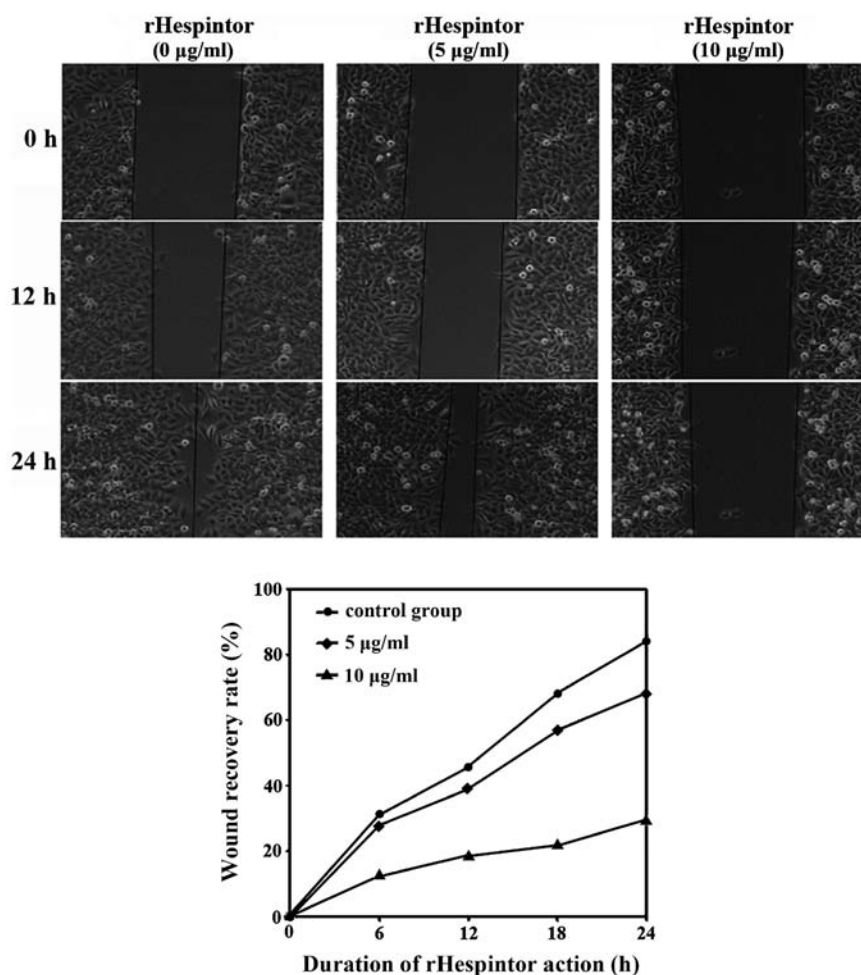 rHespintor rHespintor rHespintor
(0 µg/ml) (5 µg/ml) (10 µg/ml)
0 h
12 h
24 h
100
80
60
40
20
0
Wound recovery rate (%)
control group
5 µg/ml
10 µg/ml
0 6 12 18 24
Duration of rHespintor action (h)